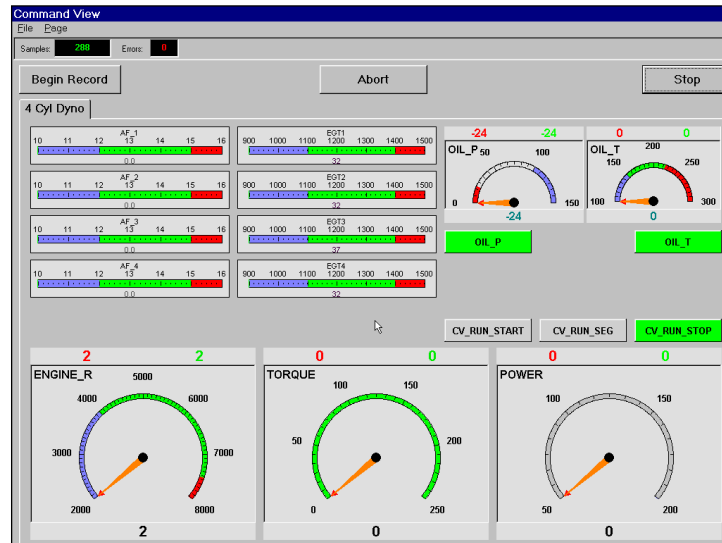 Command View
File Page
Samples: 288 Errors: 0
Begin Record Abort Stop
4 Cyl Dyno
AF_1
10 11 12 13 14 15 16
0.0
EGT1
900 1000 1100 1200 1300 1400 1500
32
AF_2
10 11 12 13 14 15 16
0.0
EGT2
900 1000 1100 1200 1300 1400 1500
32
AF_3
10 11 12 13 14 15 16
0.0
EGT3
900 1000 1100 1200 1300 1400 1500
37
AF_4
10 11 12 13 14 15 16
0.0
EGT4
900 1000 1100 1200 1300 1400 1500
32
-24 -24
OIL_P
0 50 100 150
-24
OIL_P
0 0
OIL_T
100 150 200 250 300
0
OIL_T
CV_RUN_START CV_RUN_SEG CV_RUN_STOP
2 2
ENGINE_R
2000 3000 4000 5000 6000 7000 8000
2
0 0
TORQUE
0 50 100 150 200 250
0
0 0
POWER
50 100 150 200
0